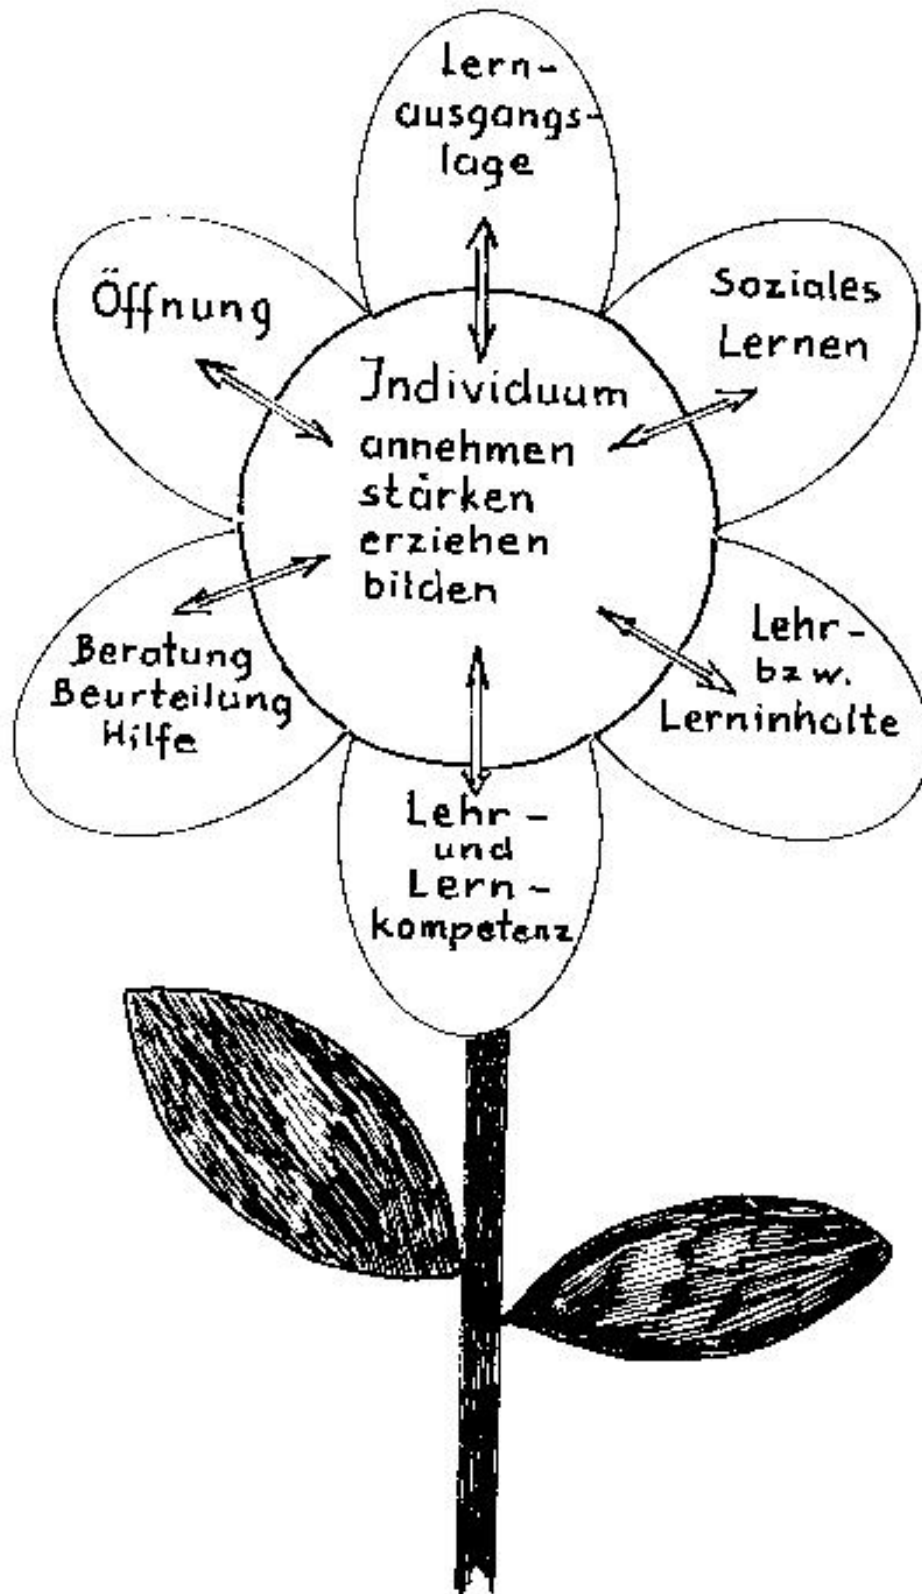 Lern-
ausgangs-
lage
Soziales
Lernen
Lehr-
bzw.
Lerninhalte
Lehr-
und
Lern-
kompetenz
Beratung
Beurteilung
Hilfe
Öffnung
Individuum
annehmen
stärken
erziehen
bilden